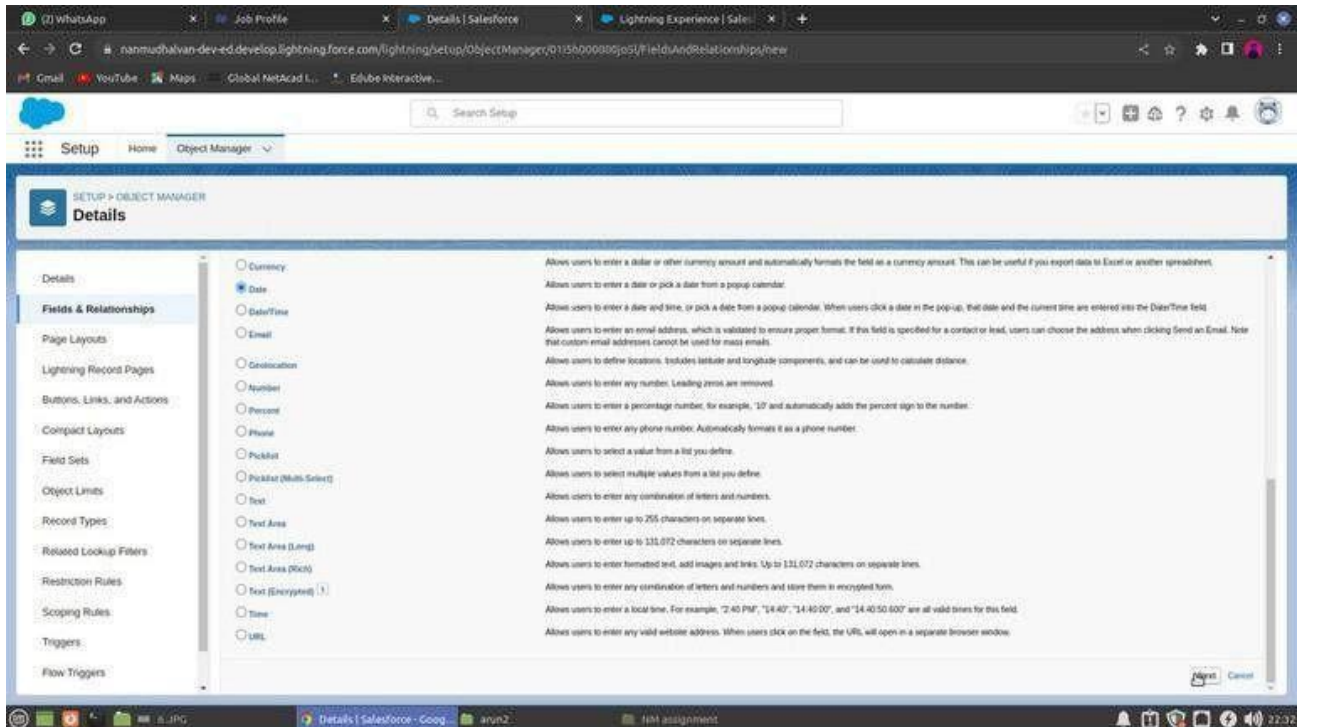 (2) WhatsApp
Job Profile
Details | Salesforce
Lightning Experience | Sales
nanmudhalvan-dev-ed.develop.lightning.force.com/lightning/setup/ObjectManager/01I5h000000joSl/FieldsAndRelationships/new
Gmail YouTube Maps Global NetAcad I... Edube Interactive...
Search Setup
Setup Home Object Manager
SETUP > OBJECT MANAGER
Details
Details
Fields & Relationships
Page Layouts
Lightning Record Pages
Buttons, Links, and Actions
Compact Layouts
Field Sets
Object Limits
Record Types
Related Lookup Filters
Restriction Rules
Scoping Rules
Triggers
Flow Triggers
Currency Allows users to enter a dollar or other currency amount and automatically formats the field as a currency amount. This can be useful if you export data to Excel or another spreadsheet.
Date Allows users to enter a date or pick a date from a popup calendar.
Date/Time Allows users to enter a date and time, or pick a date from a popup calendar. When users click a date in the pop-up, that date and the current time are entered into the Date/Time field.
Email Allows users to enter an email address, which is validated to ensure proper format. If this field is specified for a contact or lead, users can choose the address when clicking Send an Email. Note
that custom email addresses cannot be used for mass emails.
Geolocation Allows users to define locations. Includes latitude and longitude components, and can be used to calculate distance.
Number Allows users to enter any number. Leading zeros are removed.
Percent Allows users to enter a percentage number, for example, '10' and automatically adds the percent sign to the number.
Phone Allows users to enter any phone number. Automatically formats it as a phone number.
Picklist Allows users to select a value from a list you define.
Picklist (Multi-Select) Allows users to select multiple values from a list you define.
Text Allows users to enter any combination of letters and numbers.
Text Area Allows users to enter up to 255 characters on separate lines.
Text Area (Long) Allows users to enter up to 131,072 characters on separate lines.
Text Area (Rich) Allows users to enter formatted text, add images and links. Up to 131,072 characters on separate lines.
Text (Encrypted) Allows users to enter any combination of letters and numbers and store them in encrypted form.
Time Allows users to enter a local time. For example, "2:40 PM", "14:40", "14:40:00", and "14:40:50.600" are all valid times for this field.
URL Allows users to enter any valid website address. When users click on the field, the URL will open in a separate browser window.
Next Cancel
6.JPG Details | Salesforce - Goog... arun2 NM assignment 22:32